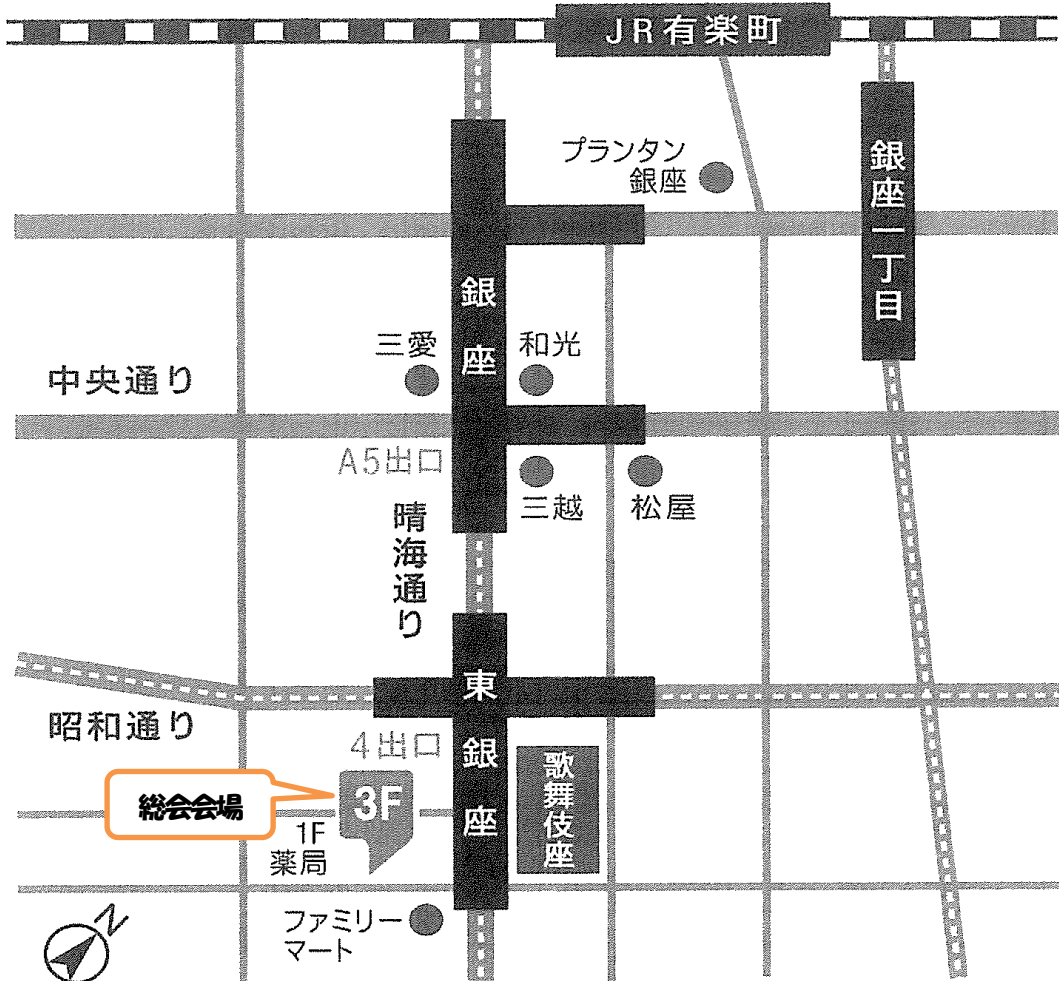 JR有楽町
プランタン
銀座
銀座一丁目
銀座
三愛
和光
中央通り
A5出口
三越
松屋
晴海通り
東銀座
昭和通り
4出口
歌舞伎座
総会会場
3F
1F
薬局
ファミリー
マート
N